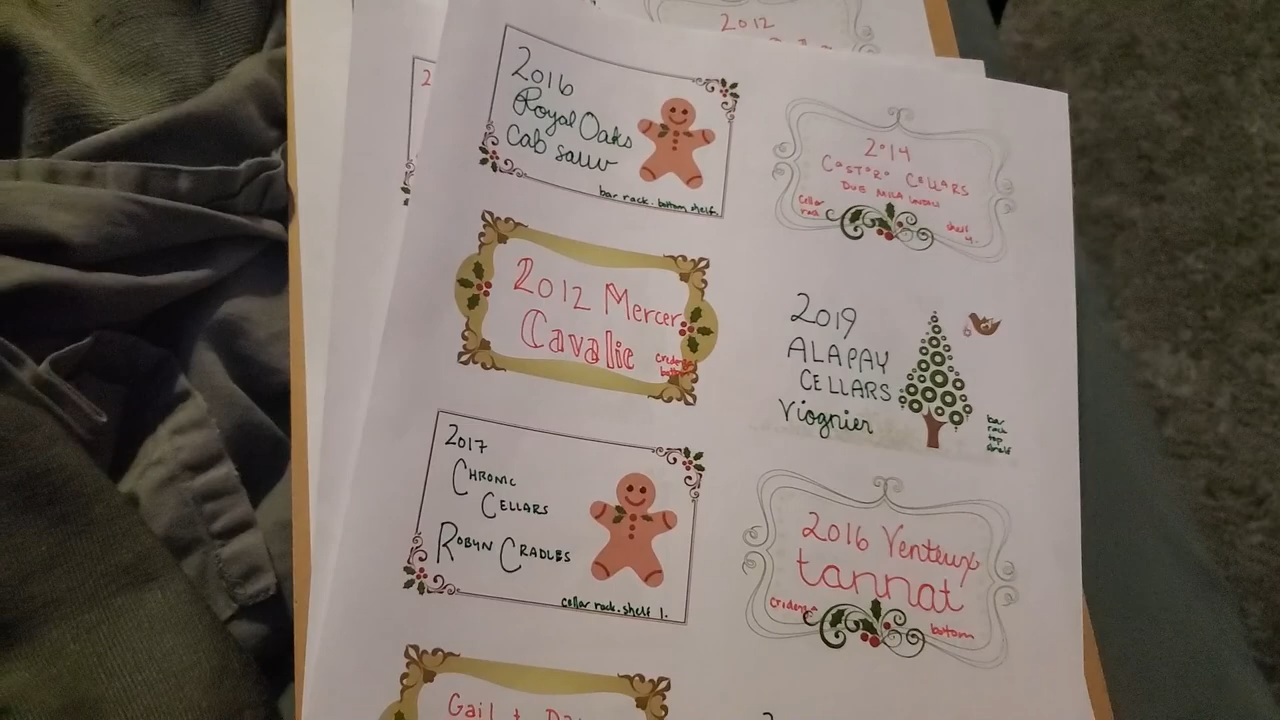 2012
2016
Royal Oaks
Cab sauv
bar rack. bottom shelf.
2014
CASTORO CELLARS
DUE MILA
Cellar
rack
shelf
4.
2012 Mercer
Cavalie
credenza
bottom
2019
ALAPAY
CELLARS
Viognier
bar
rack
top
shelf
2017
CHRONIC
CELLARS
ROBYN CRADLES
cellar rack. shelf 1.
2016 Venteux
tannat
credenza
bottom
Gail +